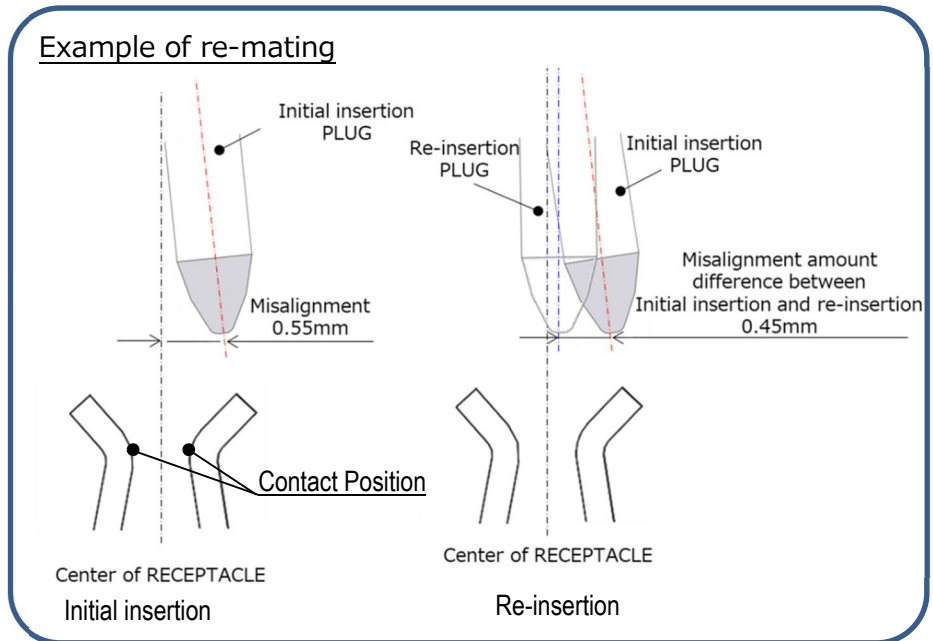 Example of re-mating
Initial insertion
PLUG
Misalignment
0.55mm
Contact Position
Center of RECEPTACLE
Initial insertion
Re-insertion
PLUG
Initial insertion
PLUG
Misalignment amount
difference between
Initial insertion and re-insertion
0.45mm
Center of RECEPTACLE
Re-insertion